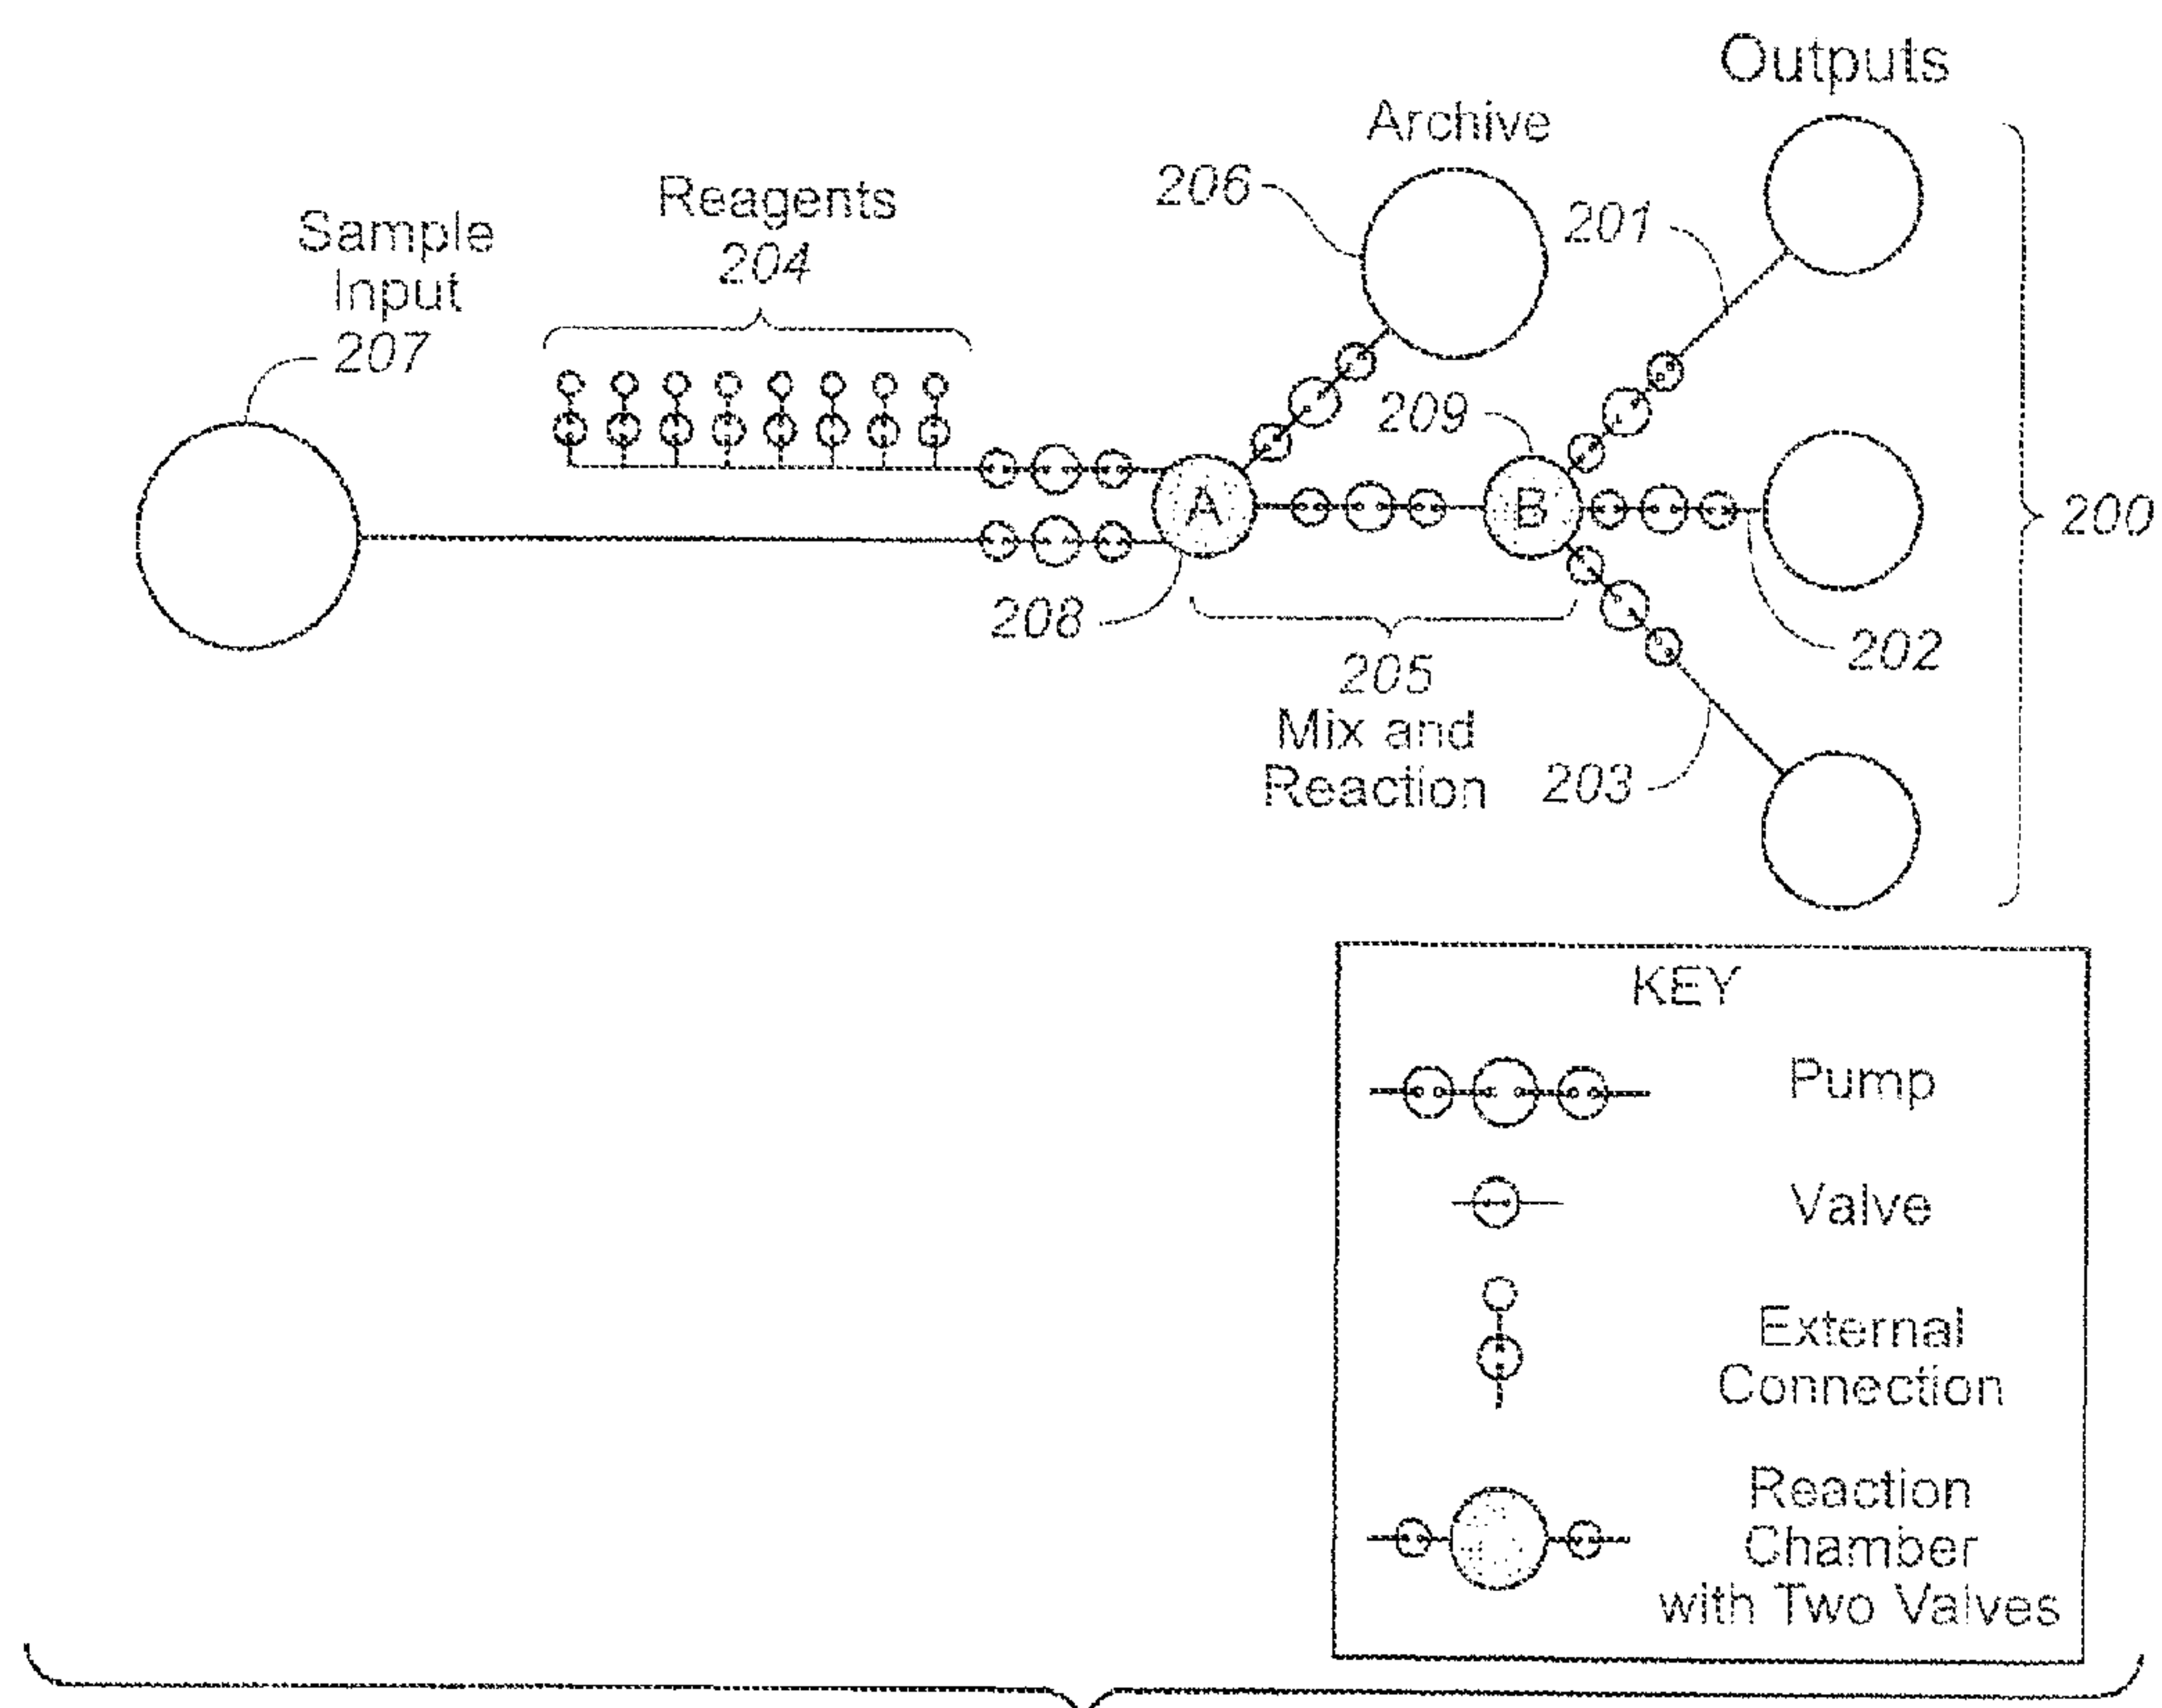 Outputs
Archive
206
201
Reagents
204
Sample
Input
207
209
A
B
200
208
202
205
Mix and
Reaction
203
KEY
Pump
Valve
External
Connection
Reaction
Chamber
with Two Valves